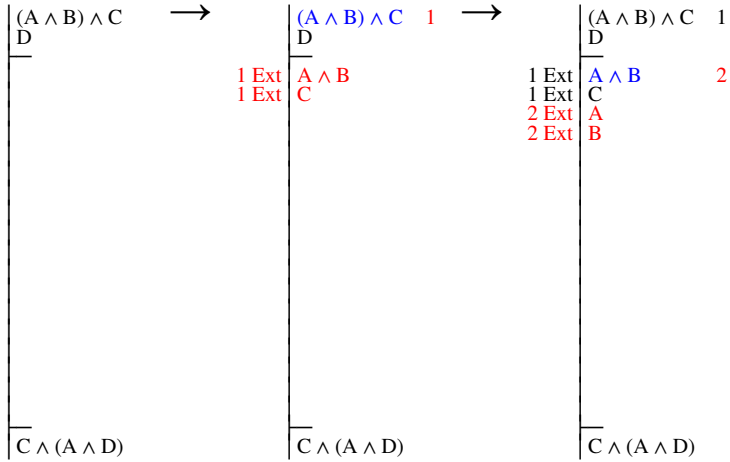 (A ∧ B) ∧ C → (A ∧ B) ∧ C 1 → (A ∧ B) ∧ C 1
D D D
1 Ext A ∧ B 1 Ext A ∧ B 2
1 Ext C 1 Ext C
2 Ext A
2 Ext B
C ∧ (A ∧ D) C ∧ (A ∧ D) C ∧ (A ∧ D)